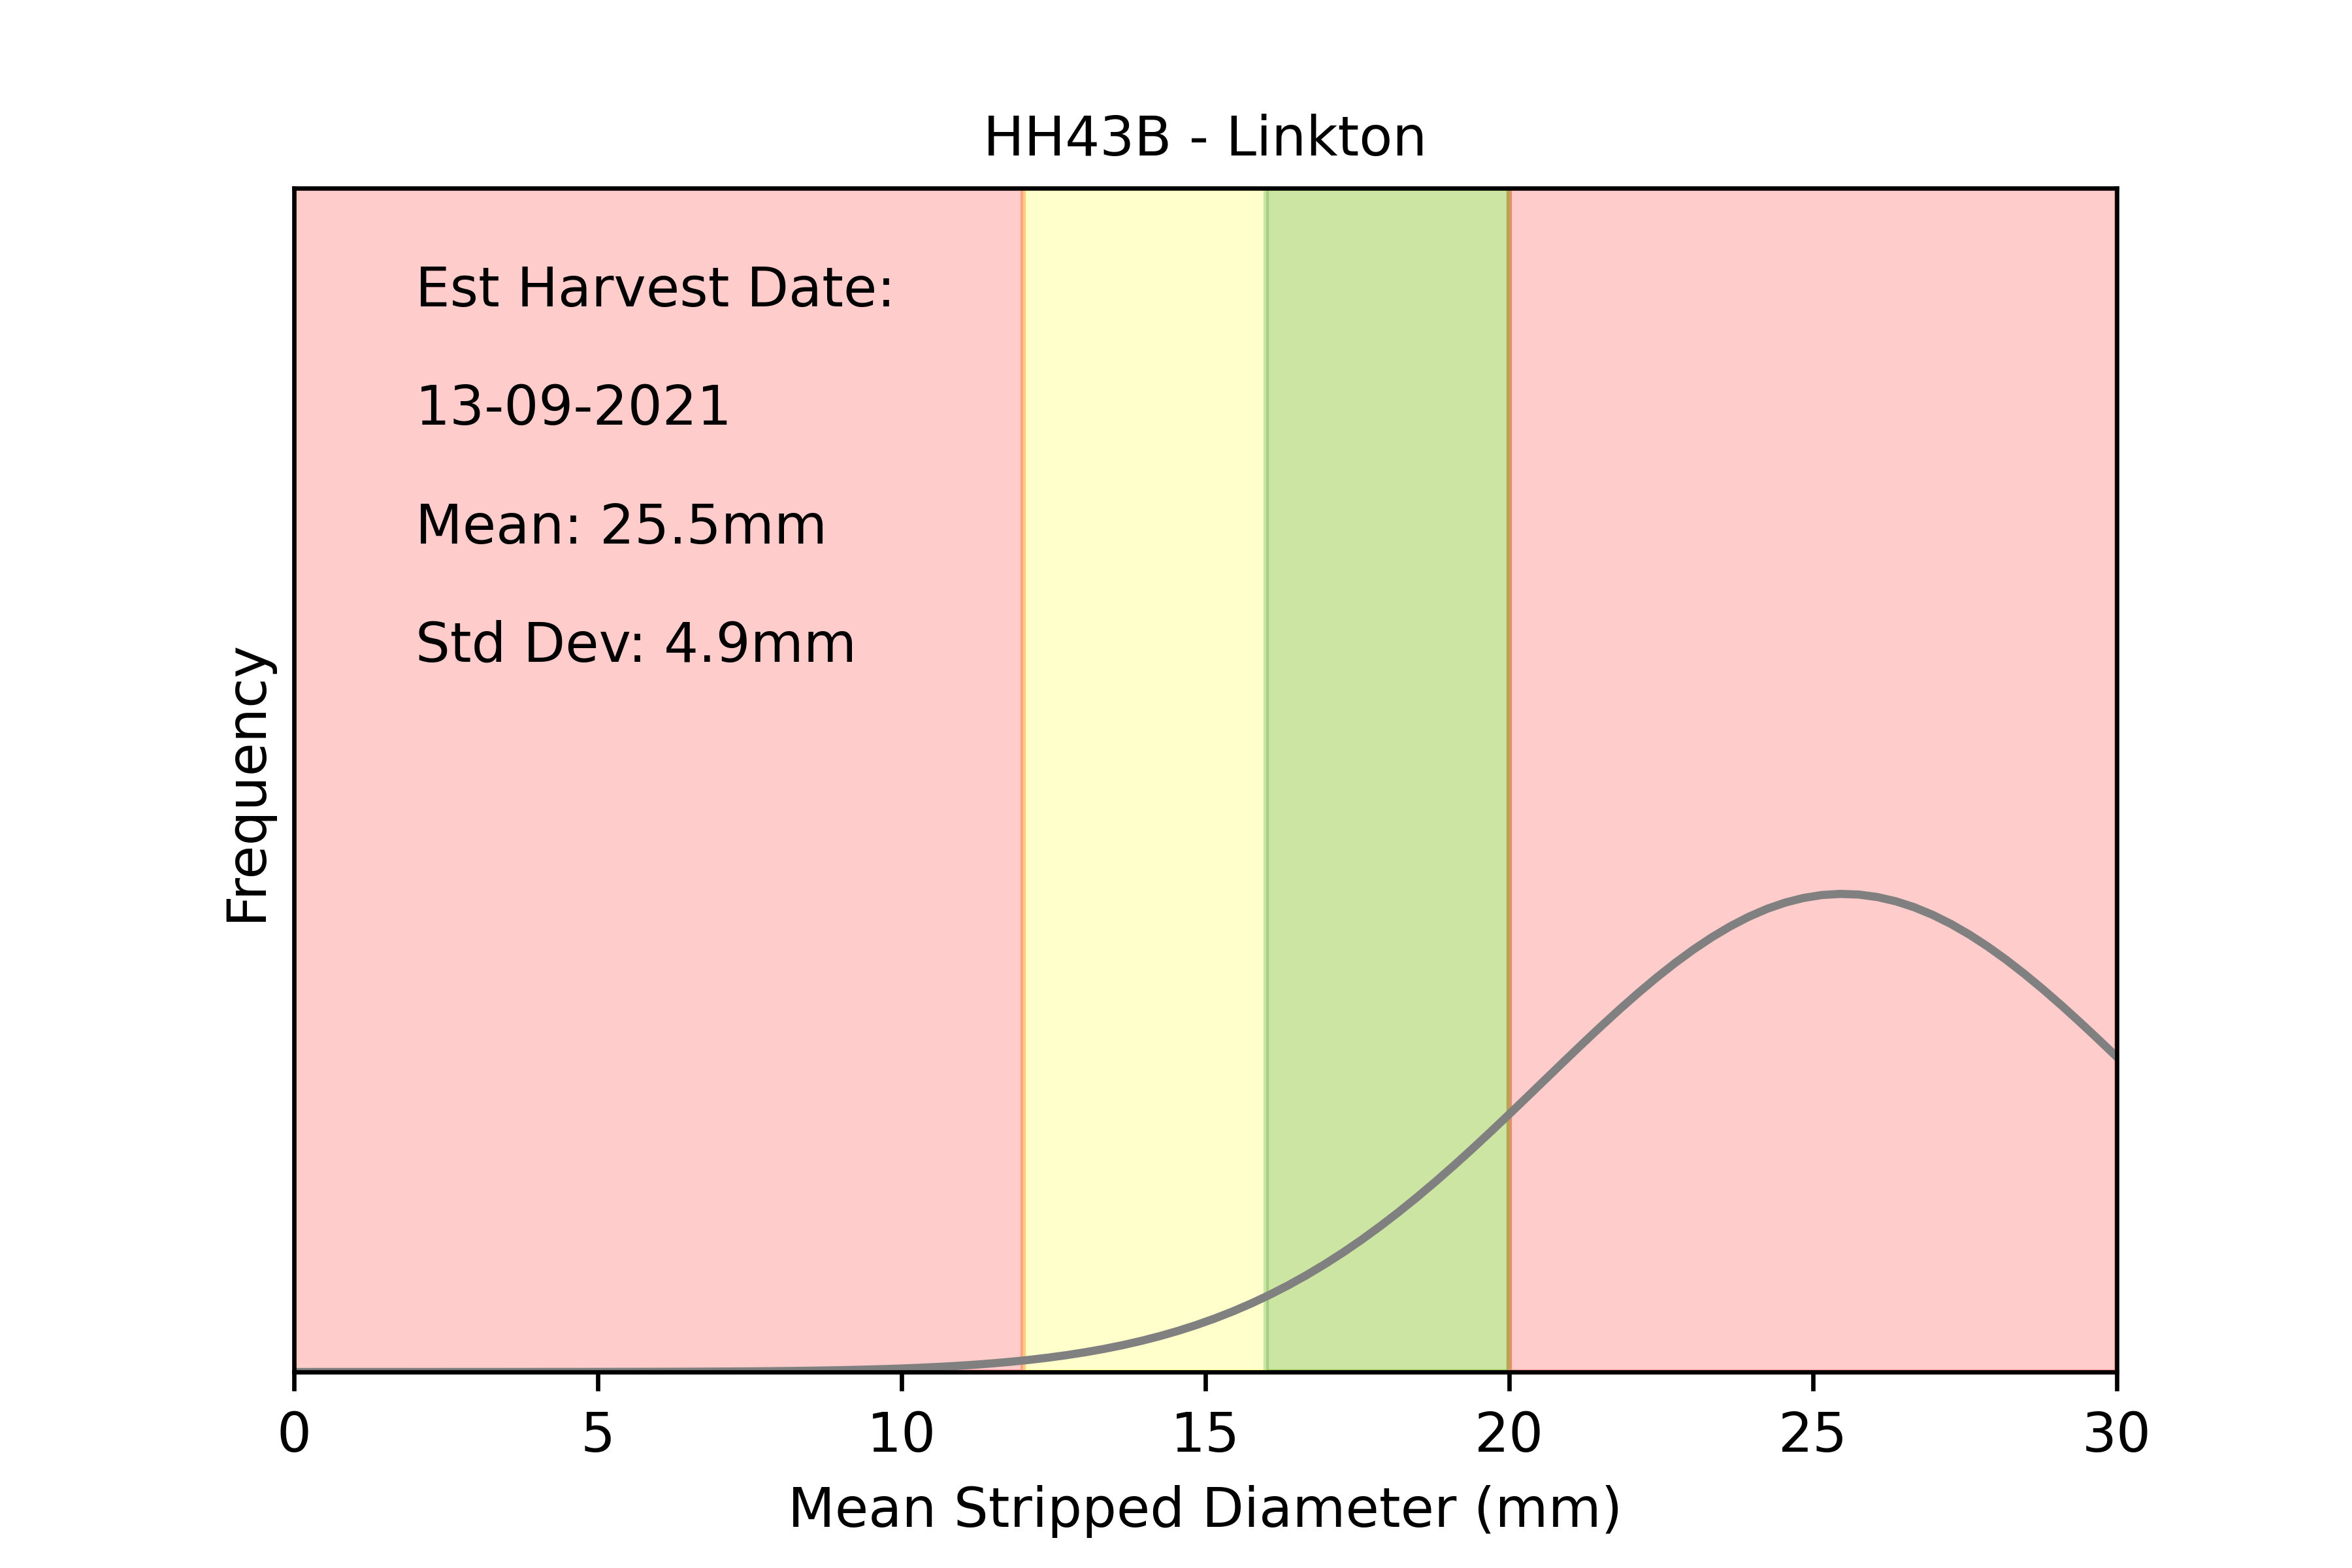 HH43B - Linkton
Est Harvest Date:
13-09-2021
Mean: 25.5mm
Std Dev: 4.9mm
Frequency
0 5 10 15 20 25 30
Mean Stripped Diameter (mm)